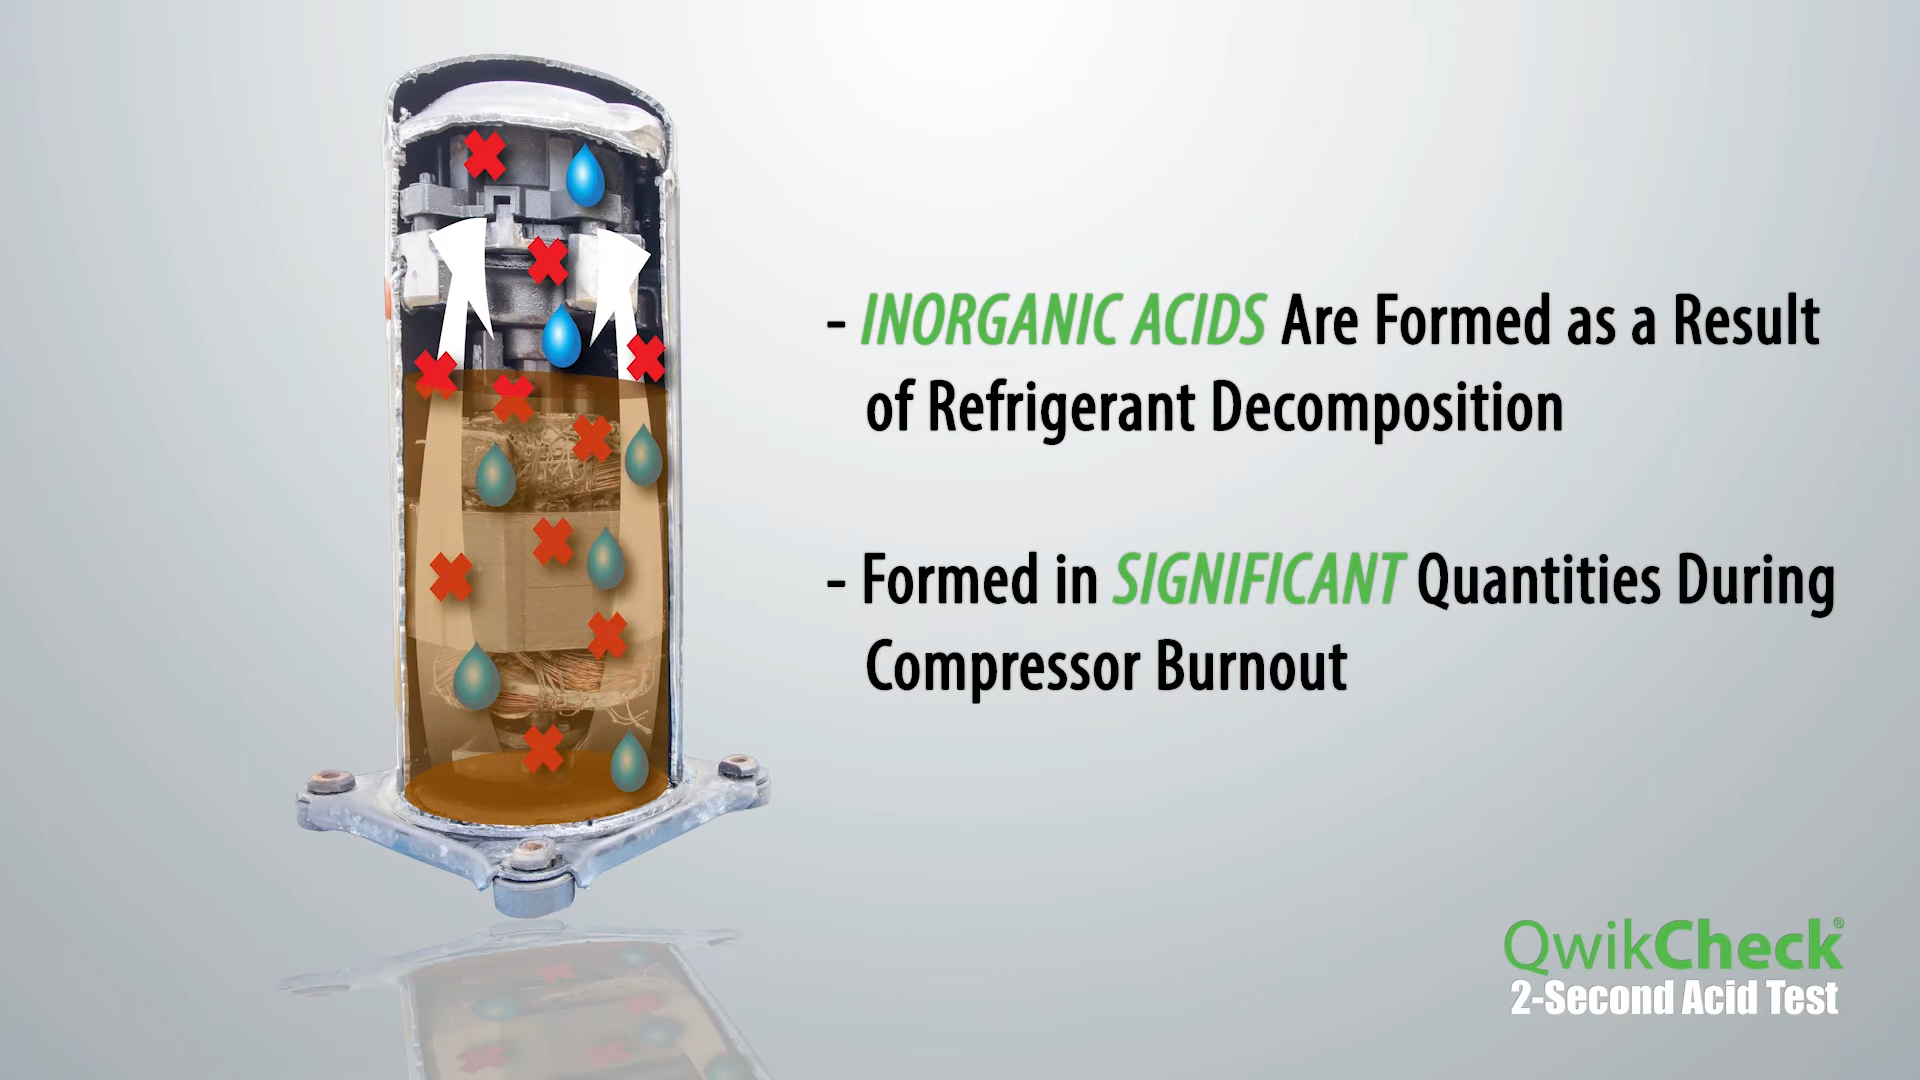 - INORGANIC ACIDS Are Formed as a Result
of Refrigerant Decomposition
- Formed in SIGNIFICANT Quantities During
Compressor Burnout
QwikCheck®
2-Second Acid Test